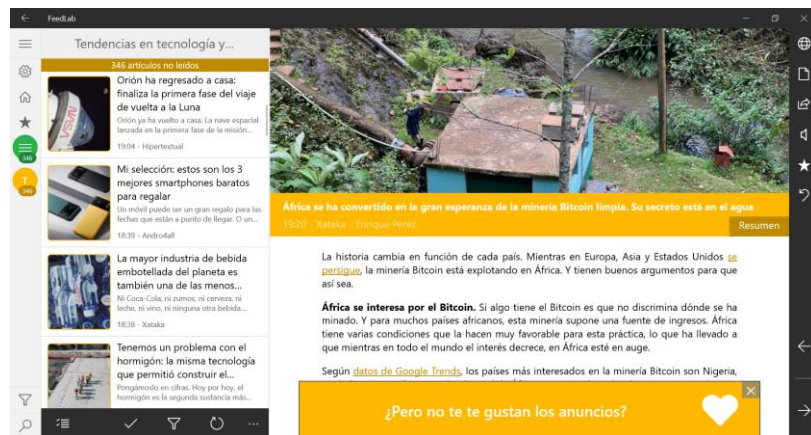 FeedLab
Tendencias en tecnología y...
346 artículos no leídos
Orión ha regresado a casa:
finaliza la primera fase del viaje
de vuelta a la Luna
Orión ya ha vuelto a casa. La nave espacial
lanzada en la primera fase de la misión...
19:04 - Hipertextual
Mi selección: estos son los 3
mejores smartphones baratos
para regalar
Un móvil puede ser un gran regalo para las
fechas que están a punto de llegar. O un...
18:39 - Andro4all
La mayor industria de bebida
embotellada del planeta es
también una de las menos...
Ni Coca-Cola, ni zumos, ni cerveza, ni
leche, ni vino, ni ninguna otra bebida...
18:38 - Xataka
Tenemos un problema con el
hormigón: la misma tecnología
que permitió construir el...
Pongámoslo en cifras. Hoy por hoy, el
hormigón es la segunda sustancia más...
346
T
346
África se ha convertido en la gran esperanza de la minería Bitcoin limpia. Su secreto está en el agua
19:20 - Xataka - Enrique Pérez
Resumen
La historia cambia en función de cada país. Mientras en Europa, Asia y Estados Unidos se
persigue, la minería Bitcoin está explotando en África. Y tienen buenos argumentos para que
así sea.
África se interesa por el Bitcoin. Si algo tiene el Bitcoin es que no discrimina dónde se ha
minado. Y para muchos países africanos, esta minería supone una fuente de ingresos. África
tiene varias condiciones que la hacen muy favorable para esta práctica, lo que ha llevado a
que mientras en todo el mundo el interés decrece, en África esté en auge.
Según datos de Google Trends, los países más interesados en la minería Bitcoin son Nigeria,
¿Pero no te te gustan los anuncios?